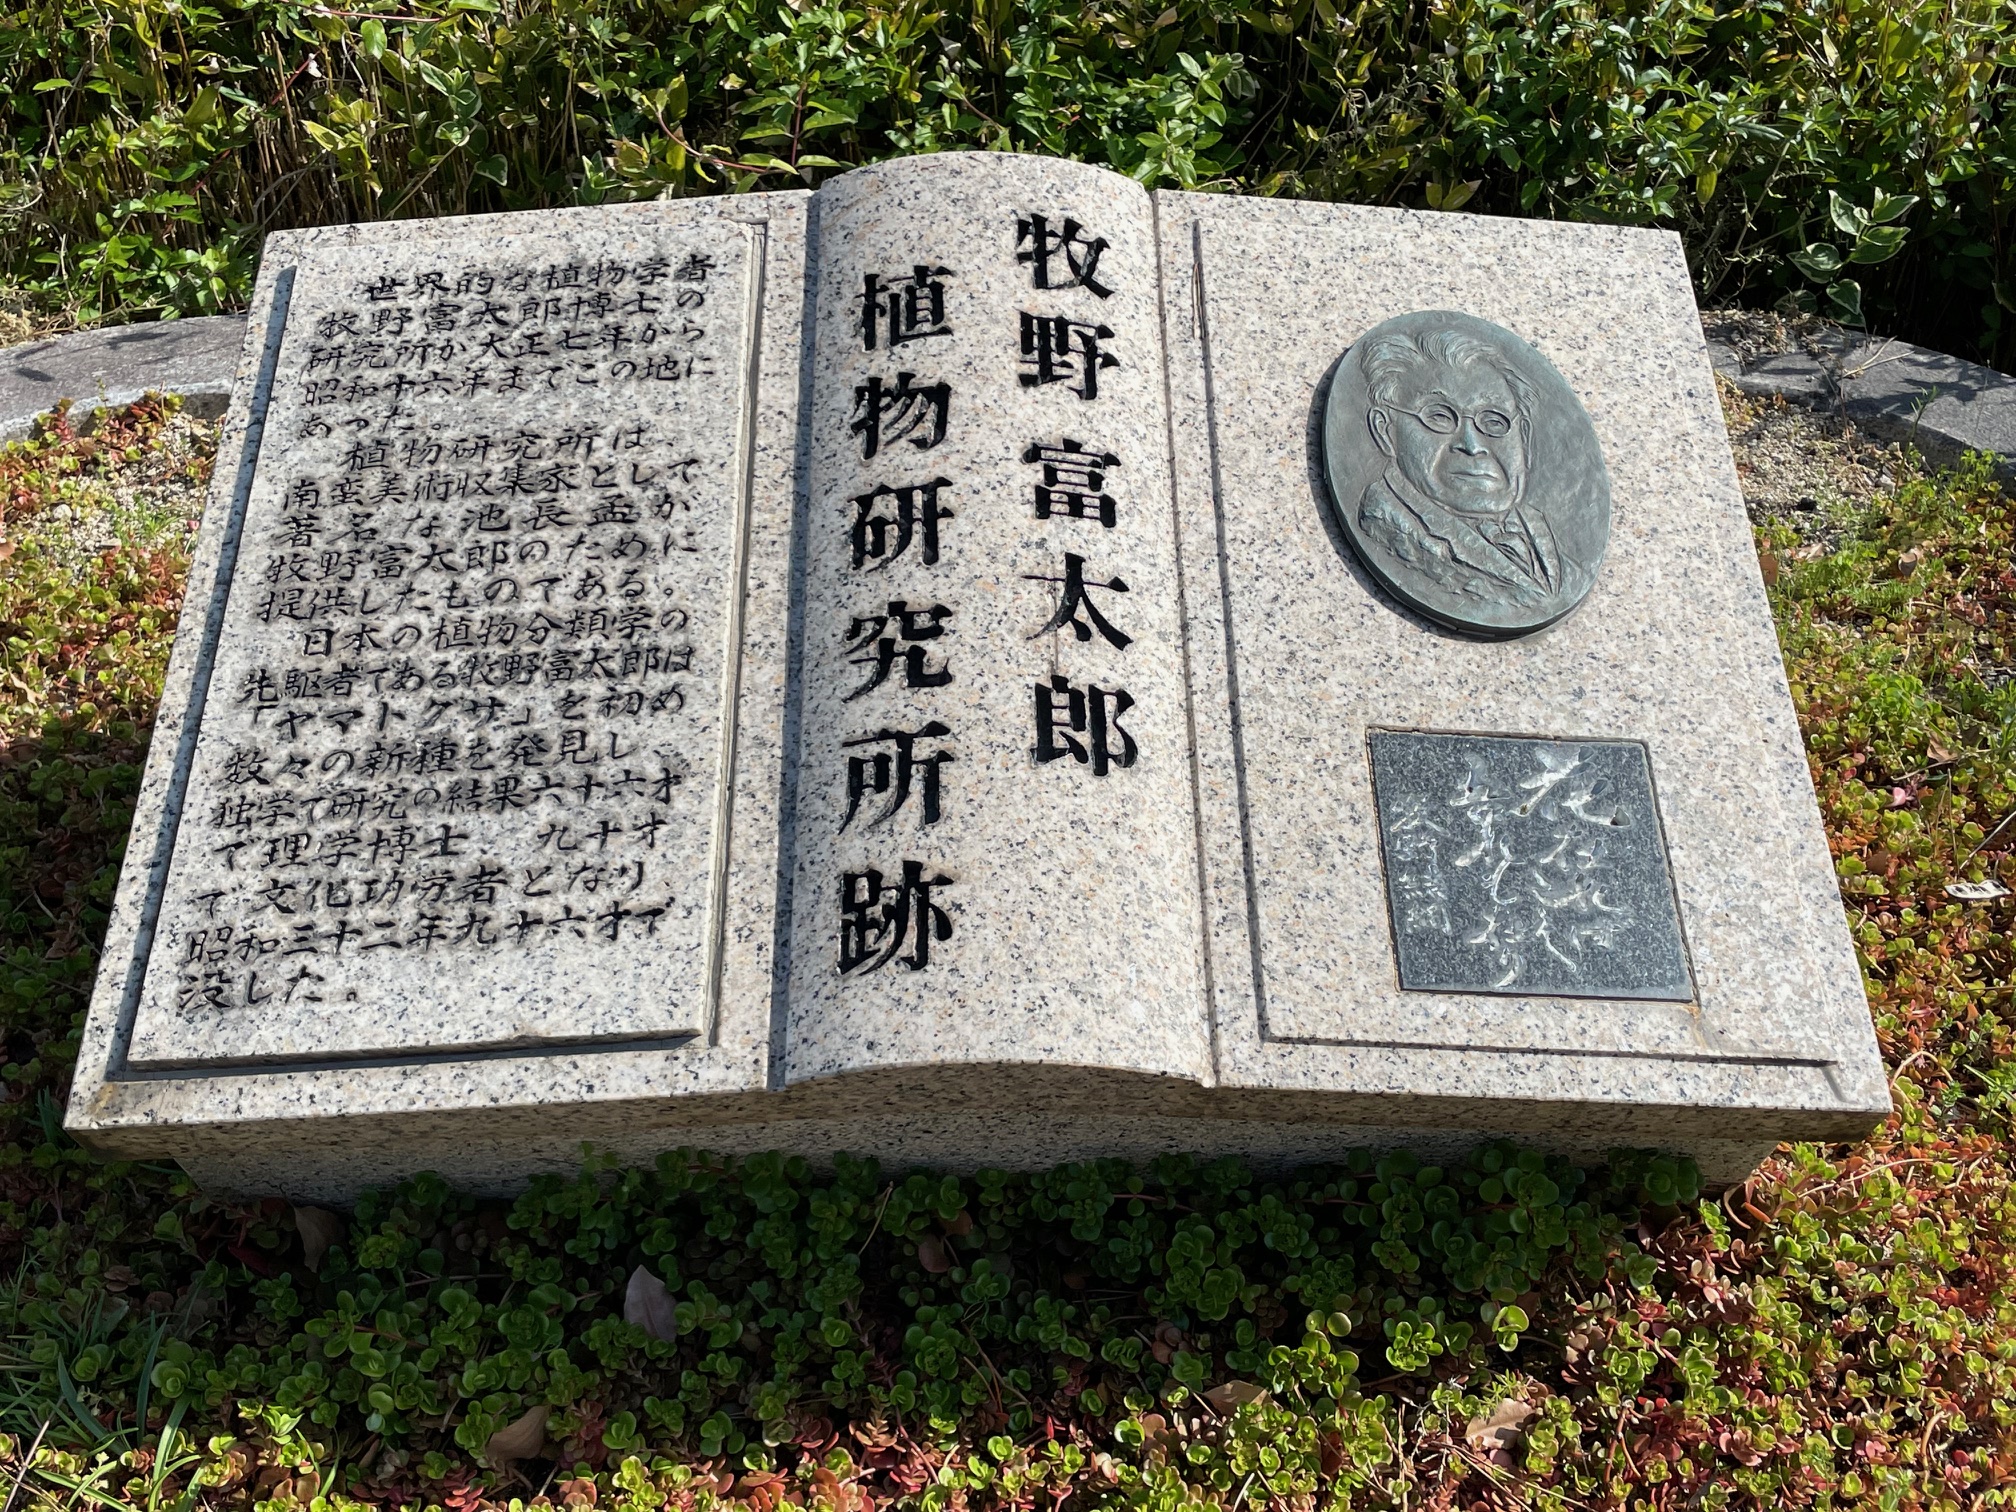 牧野富太郎
植物研究所跡
世界的な植物学者
牧野富太郎博士の
研究所が大正七年から
昭和十六年までこの地に
あった。
植物研究所は、
南蛮美術収集家として
著名な池長孟が
牧野富太郎のために
提供したものである。
日本の植物分類学の
先駆者である牧野富太郎は
「ヤマトグサ」を初め
数々の新種を発見し、
独学で研究の結果六十六才
で理学博士、九十才
で文化功労者となり
昭和三十二年九十六才で
没した。